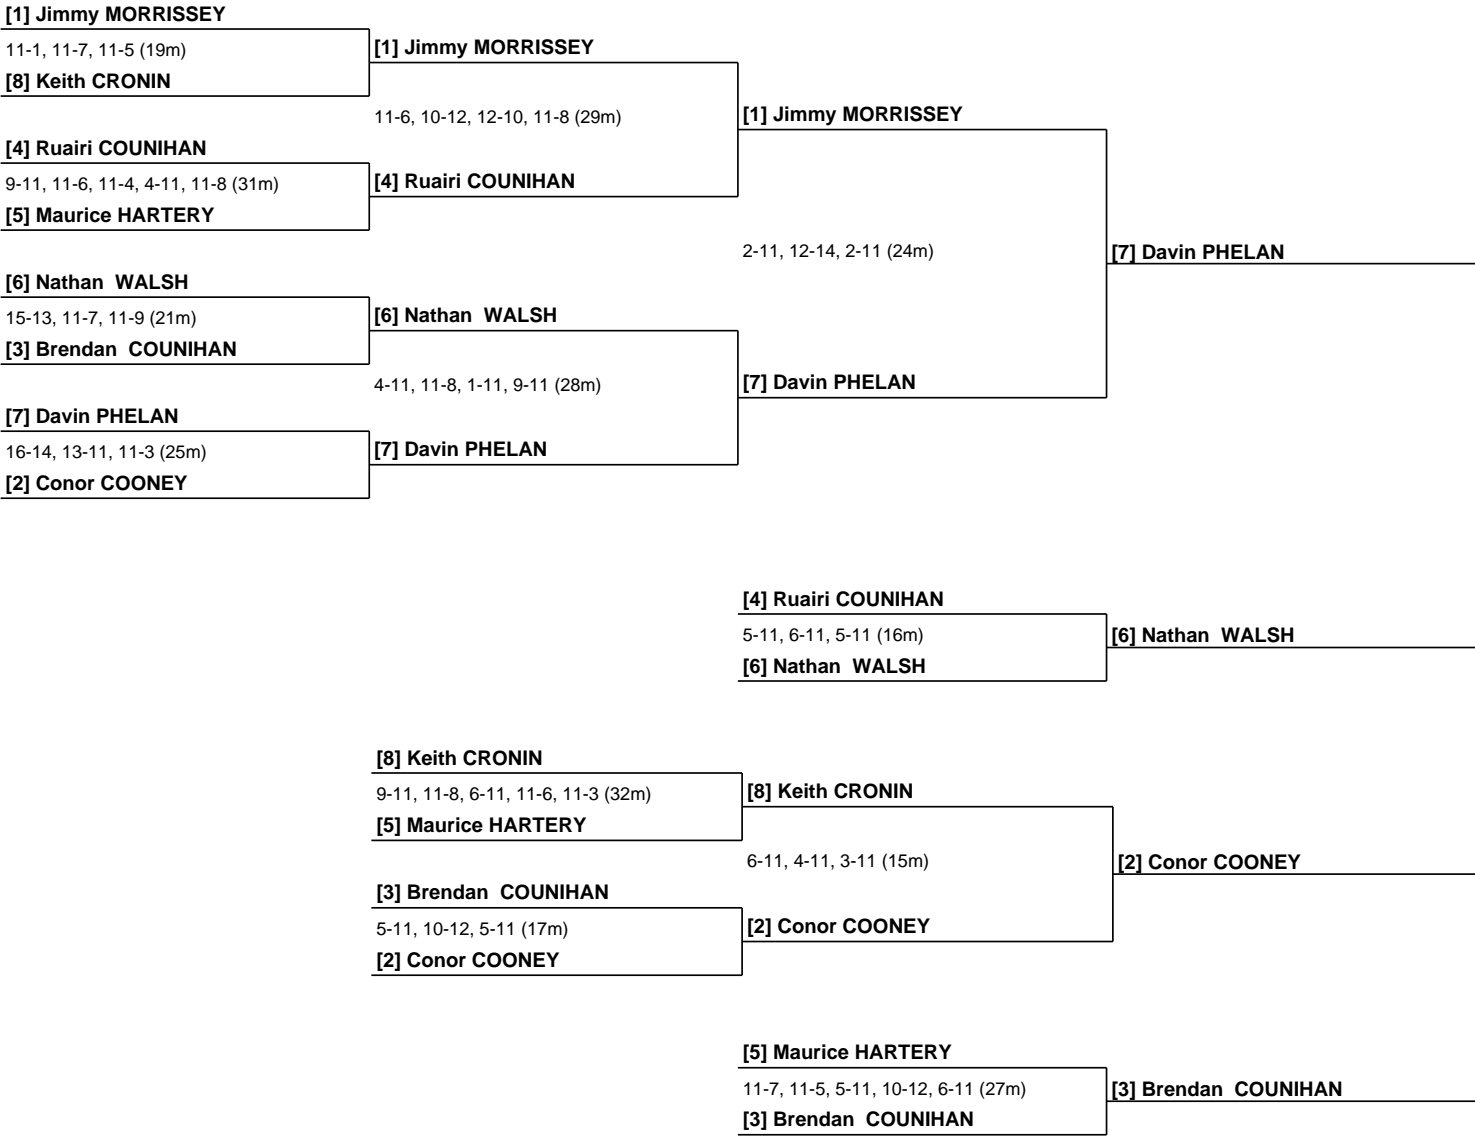 [1] Jimmy MORRISSEY
11-1, 11-7, 11-5 (19m)
[8] Keith CRONIN
[1] Jimmy MORRISSEY
11-6, 10-12, 12-10, 11-8 (29m)
[1] Jimmy MORRISSEY
[4] Ruairi COUNIHAN
9-11, 11-6, 11-4, 4-11, 11-8 (31m)
[5] Maurice HARTERY
[4] Ruairi COUNIHAN
2-11, 12-14, 2-11 (24m)
[7] Davin PHELAN
[6] Nathan WALSH
15-13, 11-7, 11-9 (21m)
[3] Brendan COUNIHAN
[6] Nathan WALSH
4-11, 11-8, 1-11, 9-11 (28m)
[7] Davin PHELAN
[7] Davin PHELAN
16-14, 13-11, 11-3 (25m)
[2] Conor COONEY
[7] Davin PHELAN
[4] Ruairi COUNIHAN
5-11, 6-11, 5-11 (16m)
[6] Nathan WALSH
[6] Nathan WALSH
[8] Keith CRONIN
9-11, 11-8, 6-11, 11-6, 11-3 (32m)
[5] Maurice HARTERY
[8] Keith CRONIN
6-11, 4-11, 3-11 (15m)
[2] Conor COONEY
[3] Brendan COUNIHAN
5-11, 10-12, 5-11 (17m)
[2] Conor COONEY
[2] Conor COONEY
[5] Maurice HARTERY
11-7, 11-5, 5-11, 10-12, 6-11 (27m)
[3] Brendan COUNIHAN
[3] Brendan COUNIHAN